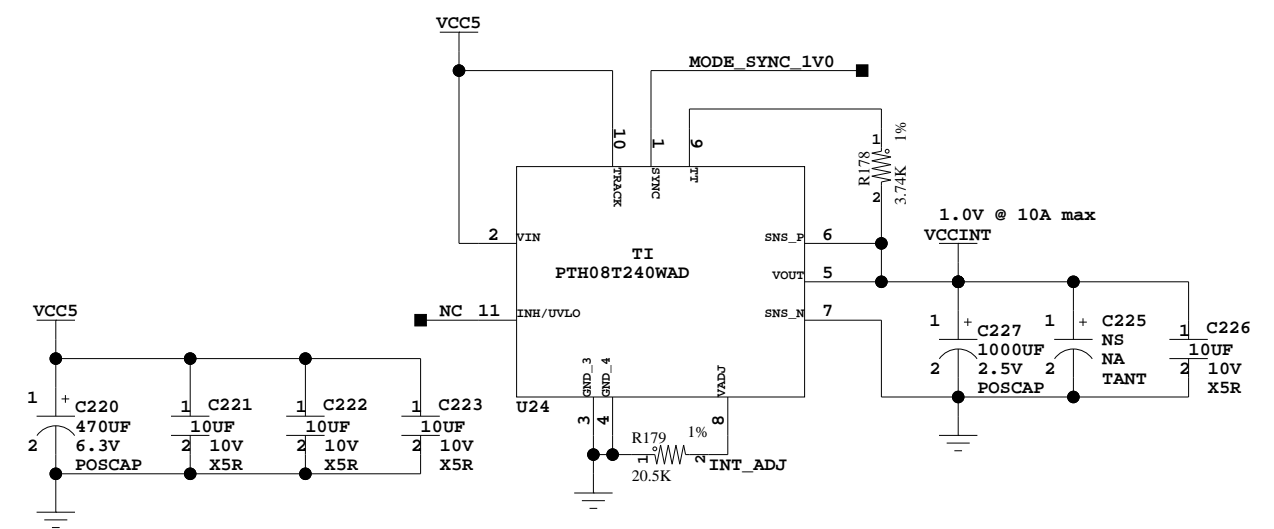 VCC5
MODE_SYNC_1V0
10
1
9
TRACK
SYNC
TT
1
1%
R178
3.74K
2
1.0V @ 10A max
VCCINT
2
VIN
TI
PTH08T240WAD
SNS_P
6
VOUT
5
SNS_N
7
NC
11
INH/UVLO
GND_3
GND_4
VADJ
U24
3
4
8
R179
1%
1
2
20.5K
INT_ADJ
VCC5
1
+
2
C220
470UF
6.3V
POSCAP
1
C221
10UF
2
10V
X5R
1
C222
10UF
2
10V
X5R
1
C223
10UF
2
10V
X5R
1
+
2
C227
1000UF
2.5V
POSCAP
1
+
2
C225
NS
NA
TANT
1
C226
10UF
2
10V
X5R